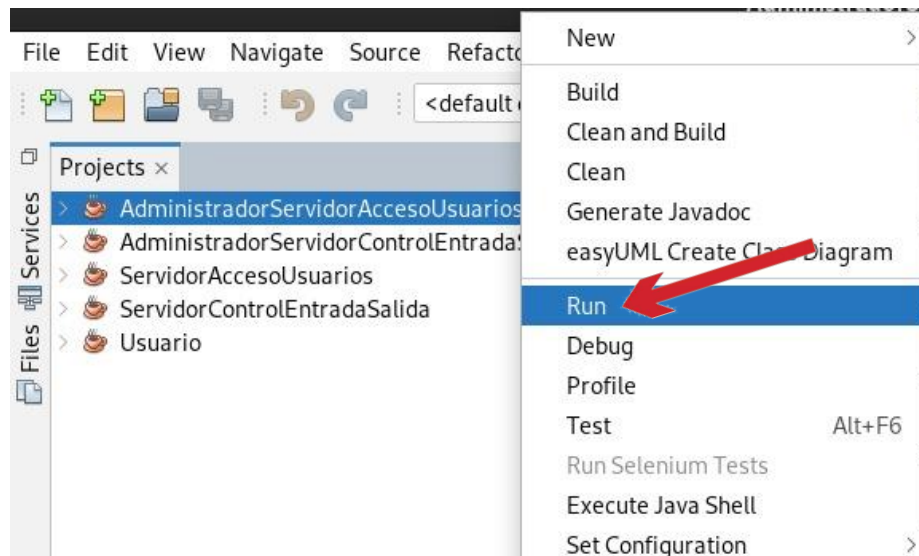 File Edit View Navigate Source Refacto
<default
Projects ×
AdministradorServidorAccesoUsuarios
AdministradorServidorControlEntrada
ServidorAccesoUsuarios
ServidorControlEntradaSalida
Usuario
Services
Files
New
Build
Clean and Build
Clean
Generate Javadoc
easyUML Create Class Diagram
Run
Debug
Profile
Test Alt+F6
Run Selenium Tests
Execute Java Shell
Set Configuration